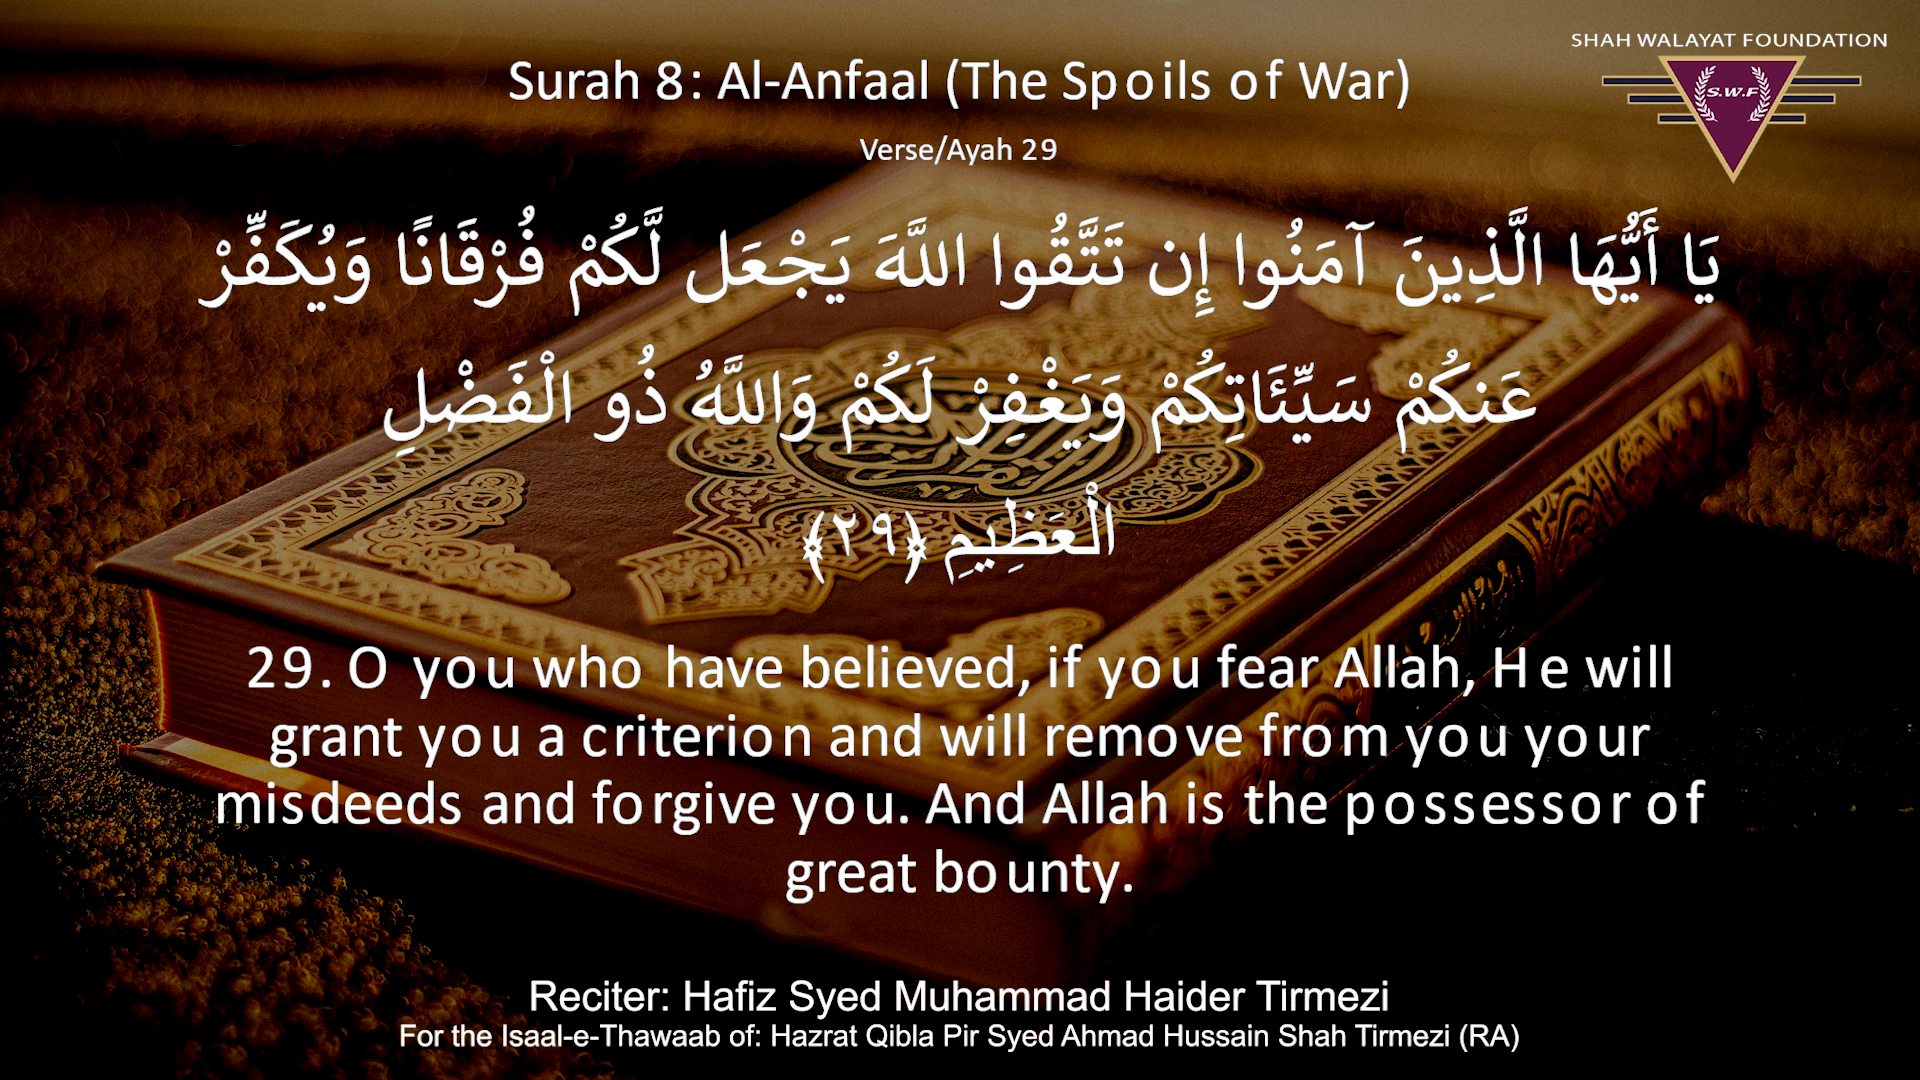 SHAH WALAYAT FOUNDATION
S.W.F
Surah 8: Al-Anfaal (The Spoils of War)
Verse/Ayah 29
يَا أَيُّهَا الَّذِينَ آمَنُوا إِن تَتَّقُوا اللَّهَ يَجْعَل لَّكُمْ فُرْقَانًا وَيُكَفِّرْ
عَنكُمْ سَيِّئَاتِكُمْ وَيَغْفِرْ لَكُمْ وَاللَّهُ ذُو الْفَضْلِ
الْعَظِيمِ ﴿٢٩﴾
29. O you who have believed, if you fear Allah, He will
grant you a criterion and will remove from you your
misdeeds and forgive you. And Allah is the possessor of
great bounty.
Reciter: Hafiz Syed Muhammad Haider Tirmezi
For the Isaal-e-Thawaab of: Hazrat Qibla Pir Syed Ahmad Hussain Shah Tirmezi (RA)